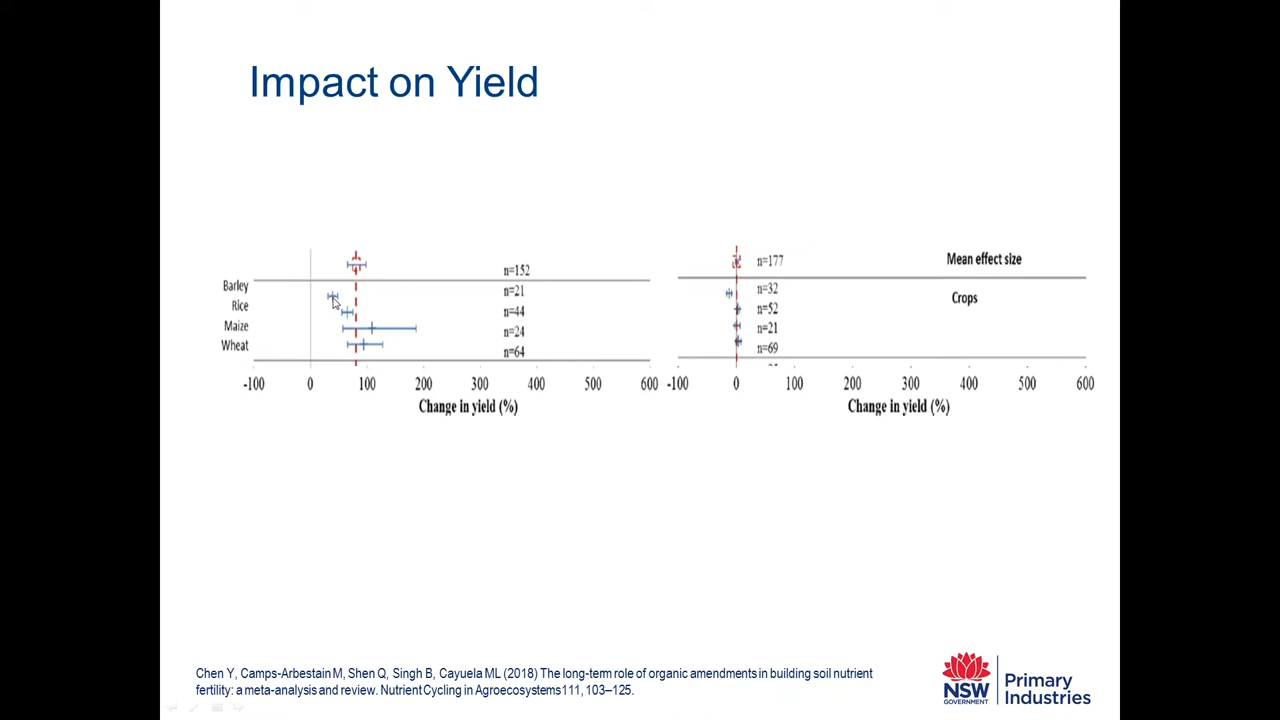 Impact on Yield
n=152
Barley n=21
Rice n=44
Maize n=24
Wheat n=64
-100 0 100 200 300 400 500 600
Change in yield (%)
n=177 Mean effect size
n=32 Crops
n=52
n=21
n=69
-100 0 100 200 300 400 500 600
Change in yield (%)
Chen Y, Camps-Arbestain M, Shen Q, Singh B, Cayuela ML (2018) The long-term role of organic amendments in building soil nutrient
fertility: a meta-analysis and review. Nutrient Cycling in Agroecosystems 111, 103–125.
NSW
GOVERNMENT
Primary
Industries